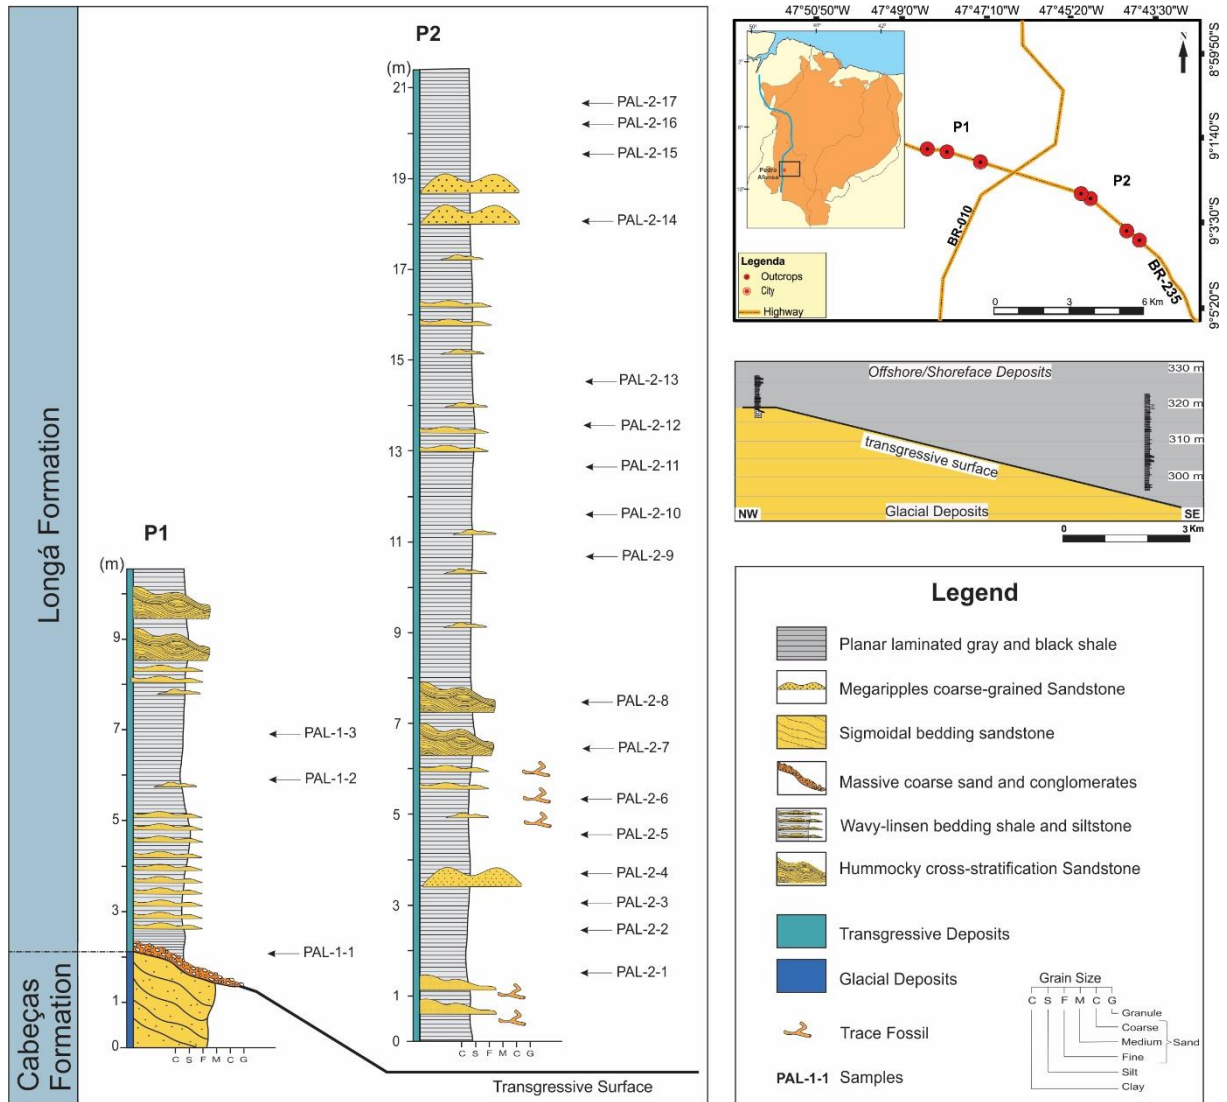 Longá Formation
Cabeças
Formation
P1
(m)
9
7
5
3
1
0
C S F M C G
PAL-1-3
PAL-1-2
PAL-1-1
P2
(m)
21
19
17
15
13
11
9
7
5
3
1
0
C S F M C G
PAL-2-17
PAL-2-16
PAL-2-15
PAL-2-14
PAL-2-13
PAL-2-12
PAL-2-11
PAL-2-10
PAL-2-9
PAL-2-8
PAL-2-7
PAL-2-6
PAL-2-5
PAL-2-4
PAL-2-3
PAL-2-2
PAL-2-1
Transgressive Surface
47°50'50"W 47°49'0"W 47°47'10"W 47°45'20"W 47°43'30"W
8°59'50"S
9°1'40"S
9°3'30"S
9°5'20"S
N
P1
P2
BR-010
BR-235
Pedro
Afonso
Legenda
Outcrops
City
Highway
0 3 6 Km
Offshore/Shoreface Deposits
330 m
320 m
310 m
300 m
transgressive surface
Glacial Deposits
NW
SE
0 3 Km
Legend
Planar laminated gray and black shale
Megaripples coarse-grained Sandstone
Sigmoidal bedding sandstone
Massive coarse sand and conglomerates
Wavy-linsen bedding shale and siltstone
Hummocky cross-stratification Sandstone
Transgressive Deposits
Glacial Deposits
Trace Fossil
PAL-1-1 Samples
Grain Size
C S F M C G
Granule
Coarse
Medium
Fine
Sand
Silt
Clay